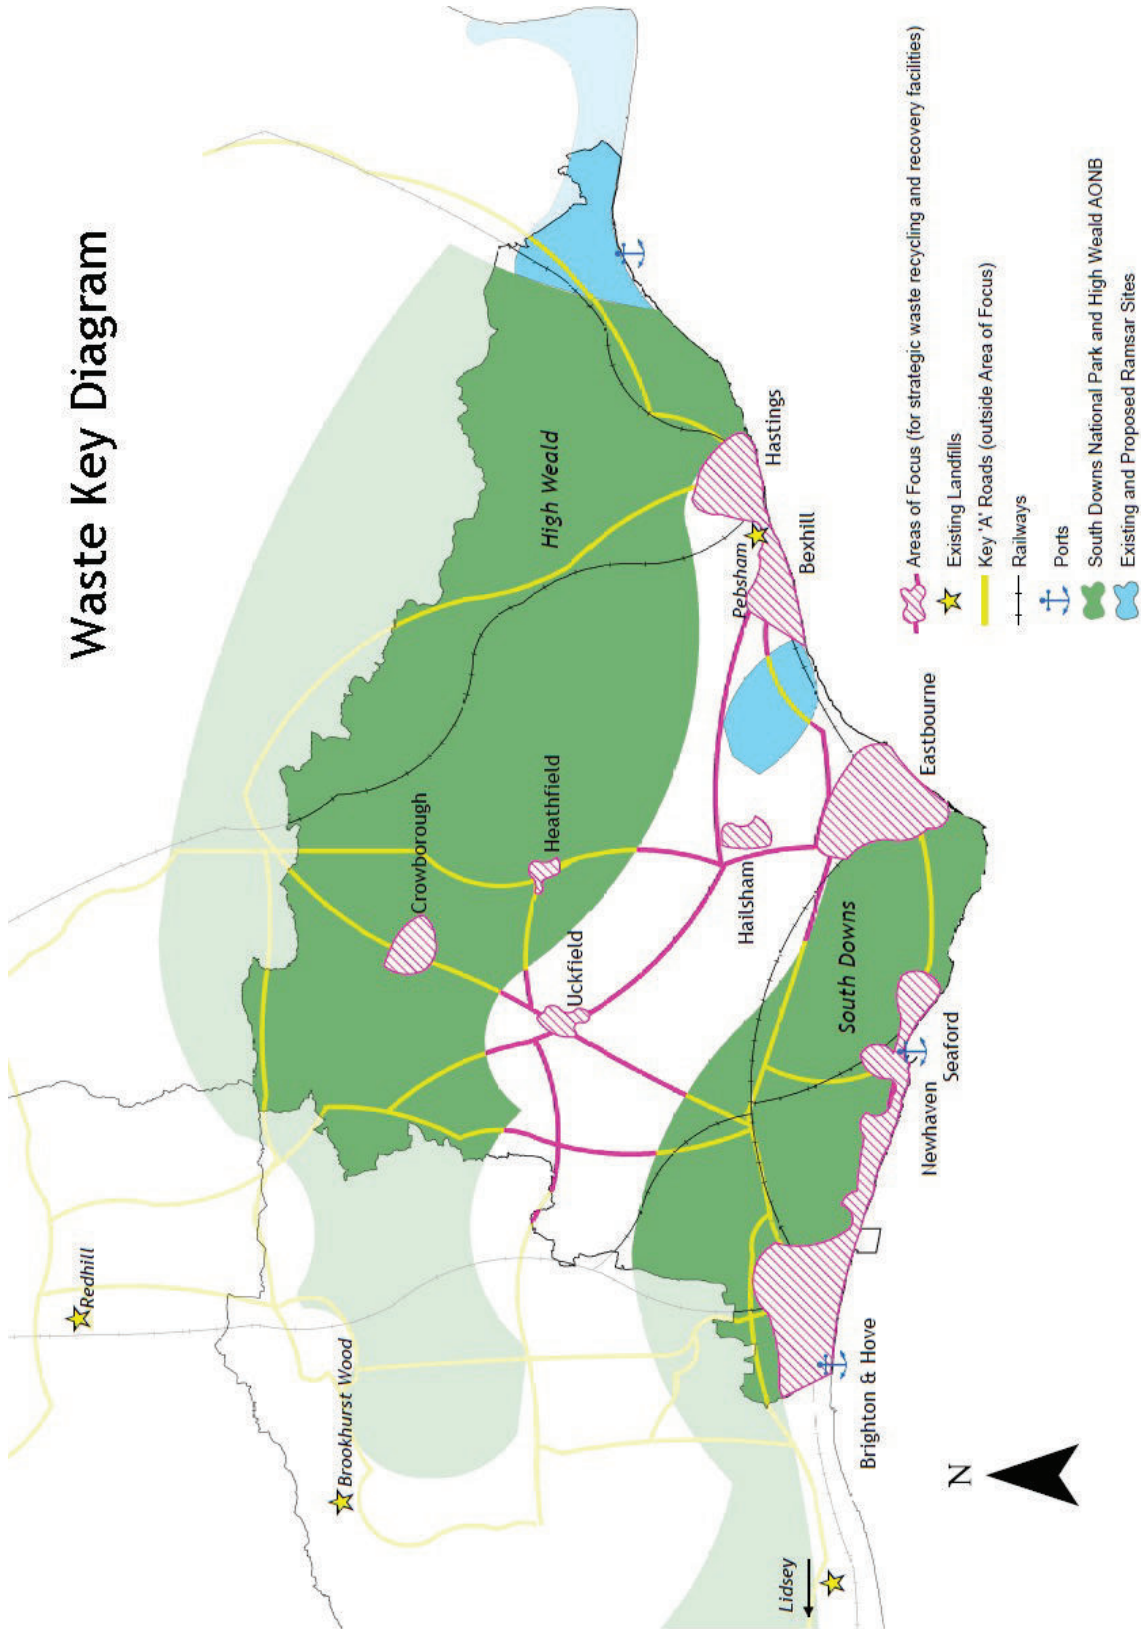 Waste Key Diagram
Redhill
Brookhurst Wood
Lidsey
High Weald
Crowborough
Heathfield
Uckfield
Hailsham
South Downs
Pebsham
Hastings
Bexhill
Eastbourne
Seaford
Newhaven
Brighton & Hove
N
Areas of Focus (for strategic waste recycling and recovery facilities)
Existing Landfills
Key 'A' Roads (outside Area of Focus)
Railways
Ports
South Downs National Park and High Weald AONB
Existing and Proposed Ramsar Sites